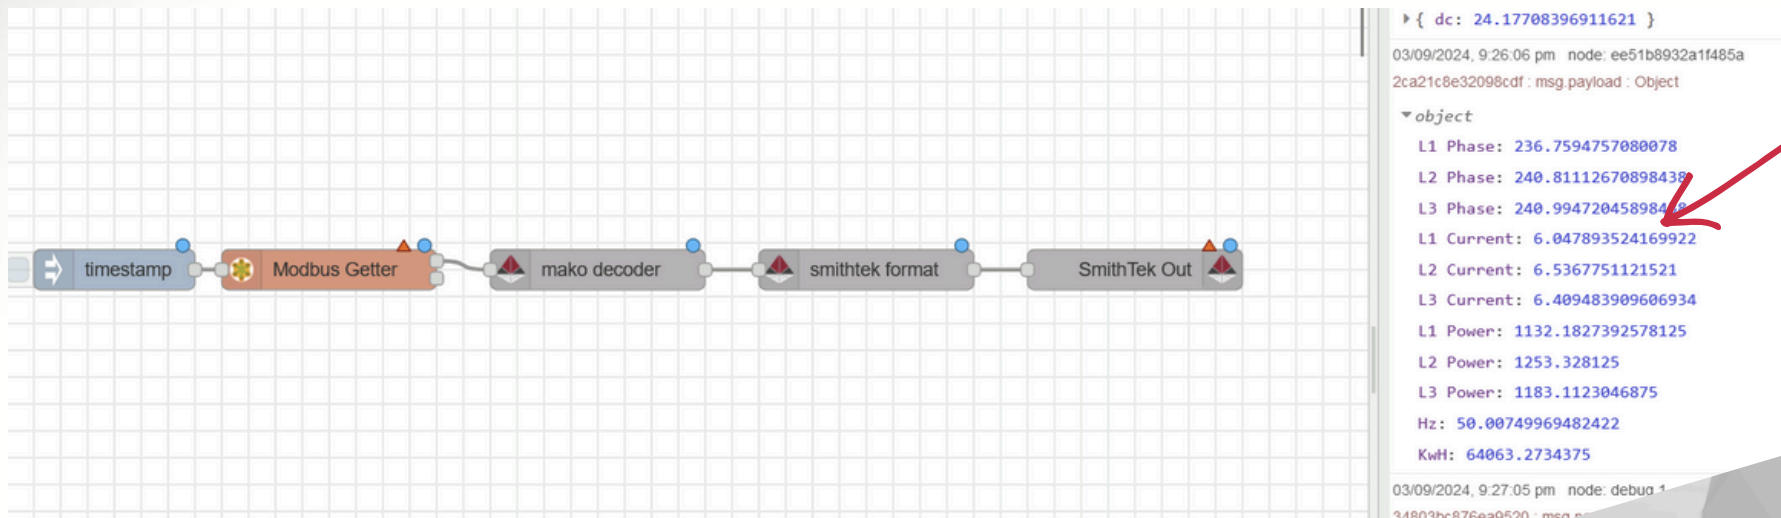 timestamp
Modbus Getter
mako decoder
smithtek format
SmithTek Out
{ dc: 24.17708396911621 }
03/09/2024, 9:26:06 pm node: ee51b8932a1f485a
2ca21c8e32098cdf : msg.payload : Object
object
L1 Phase: 236.7594757080078
L2 Phase: 240.81112670898438
L3 Phase:
L1 Current: 6.047893524169922
L2 Current: 6.5367751121521
L3 Current: 6.409483909606934
L1 Power: 1132.1827392578125
L2 Power: 1253.328125
L3 Power: 1183.1123046875
Hz: 50.00749969482422
KwH: 64063.2734375
03/09/2024, 9:27:05 pm node: debug 1